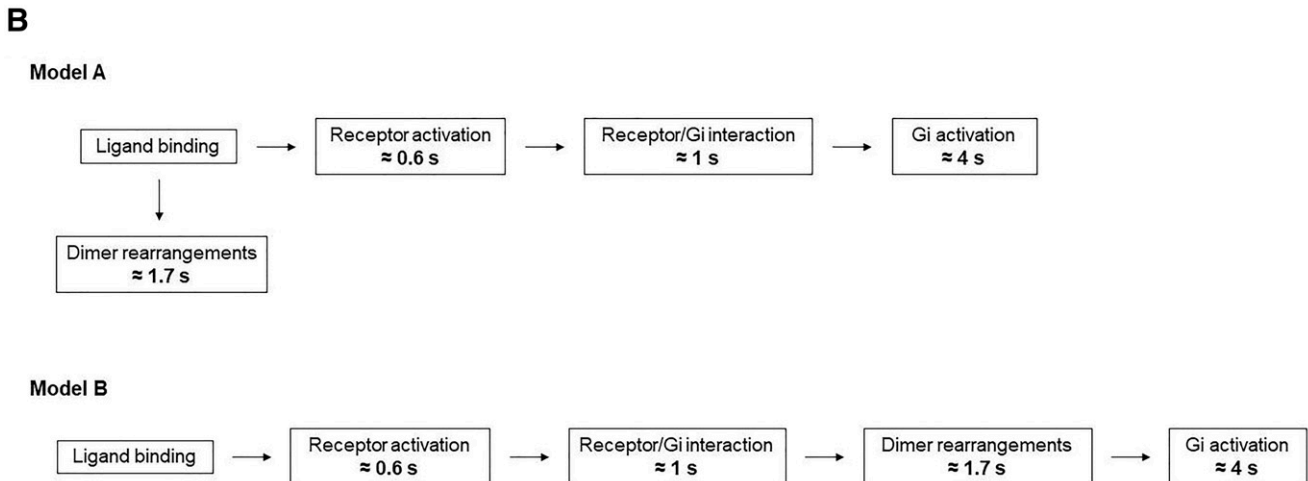 B
Model A
Ligand binding
Receptor activation
≈ 0.6 s
Receptor/Gi interaction
≈ 1 s
Gi activation
≈ 4 s
Dimer rearrangements
≈ 1.7 s
Model B
Ligand binding
Receptor activation
≈ 0.6 s
Receptor/Gi interaction
≈ 1 s
Dimer rearrangements
≈ 1.7 s
Gi activation
≈ 4 s